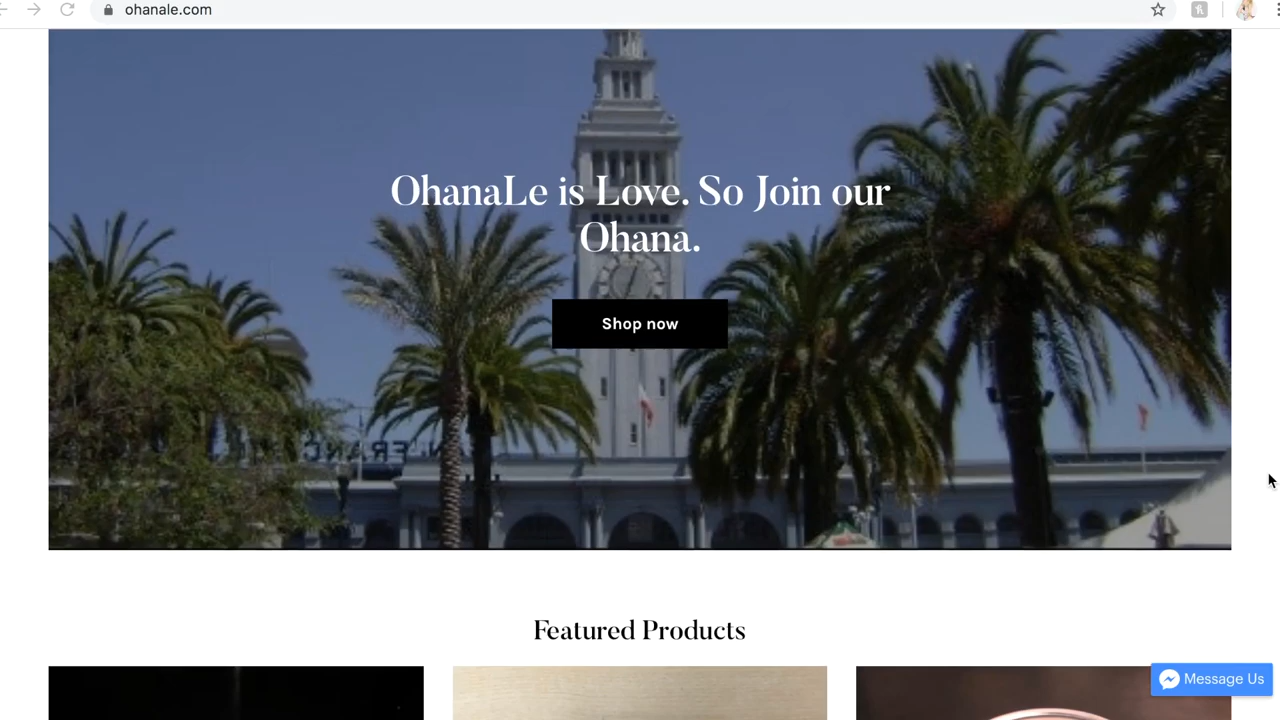 ohanale.com
OhanaLe is Love. So Join our
Ohana.
Shop now
Featured Products
Message Us